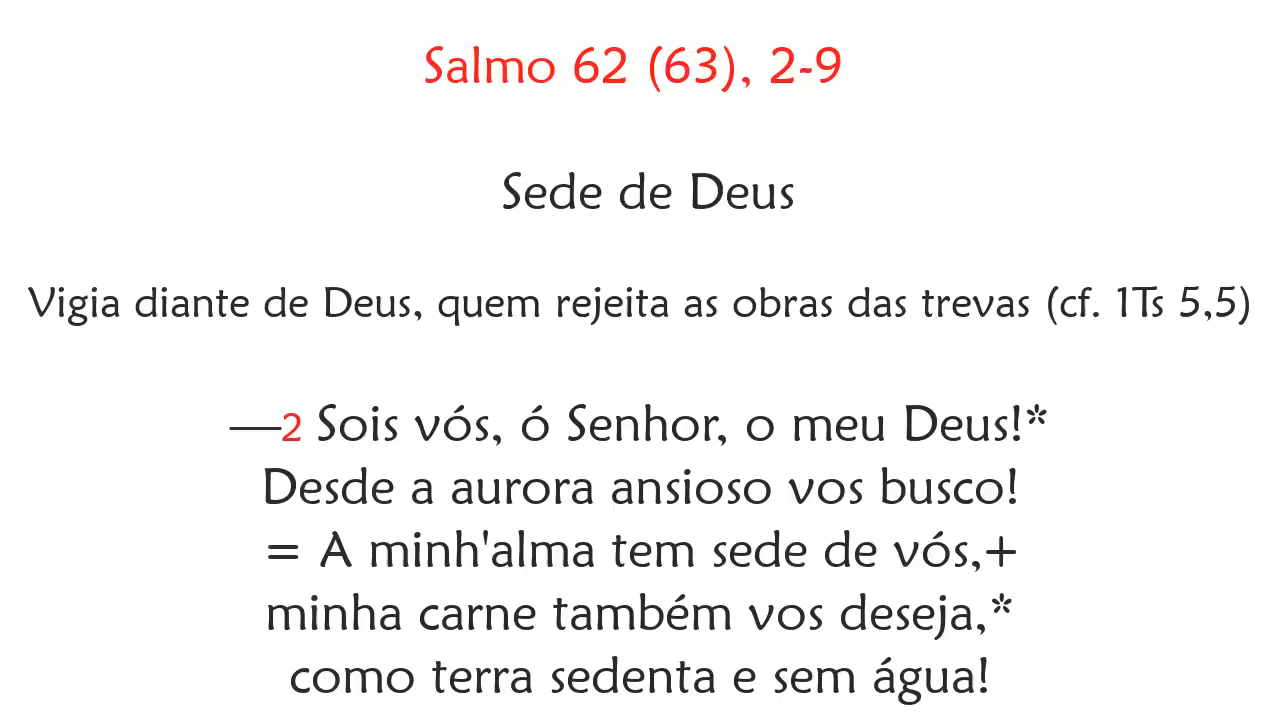 Salmo 62 (63), 2-9
Sede de Deus
Vigia diante de Deus, quem rejeita as obras das trevas (cf. 1Ts 5,5)
—2 Sois vós, ó Senhor, o meu Deus!*
Desde a aurora ansioso vos busco!
= A minh'alma tem sede de vós,+
minha carne também vos deseja,*
como terra sedenta e sem água!